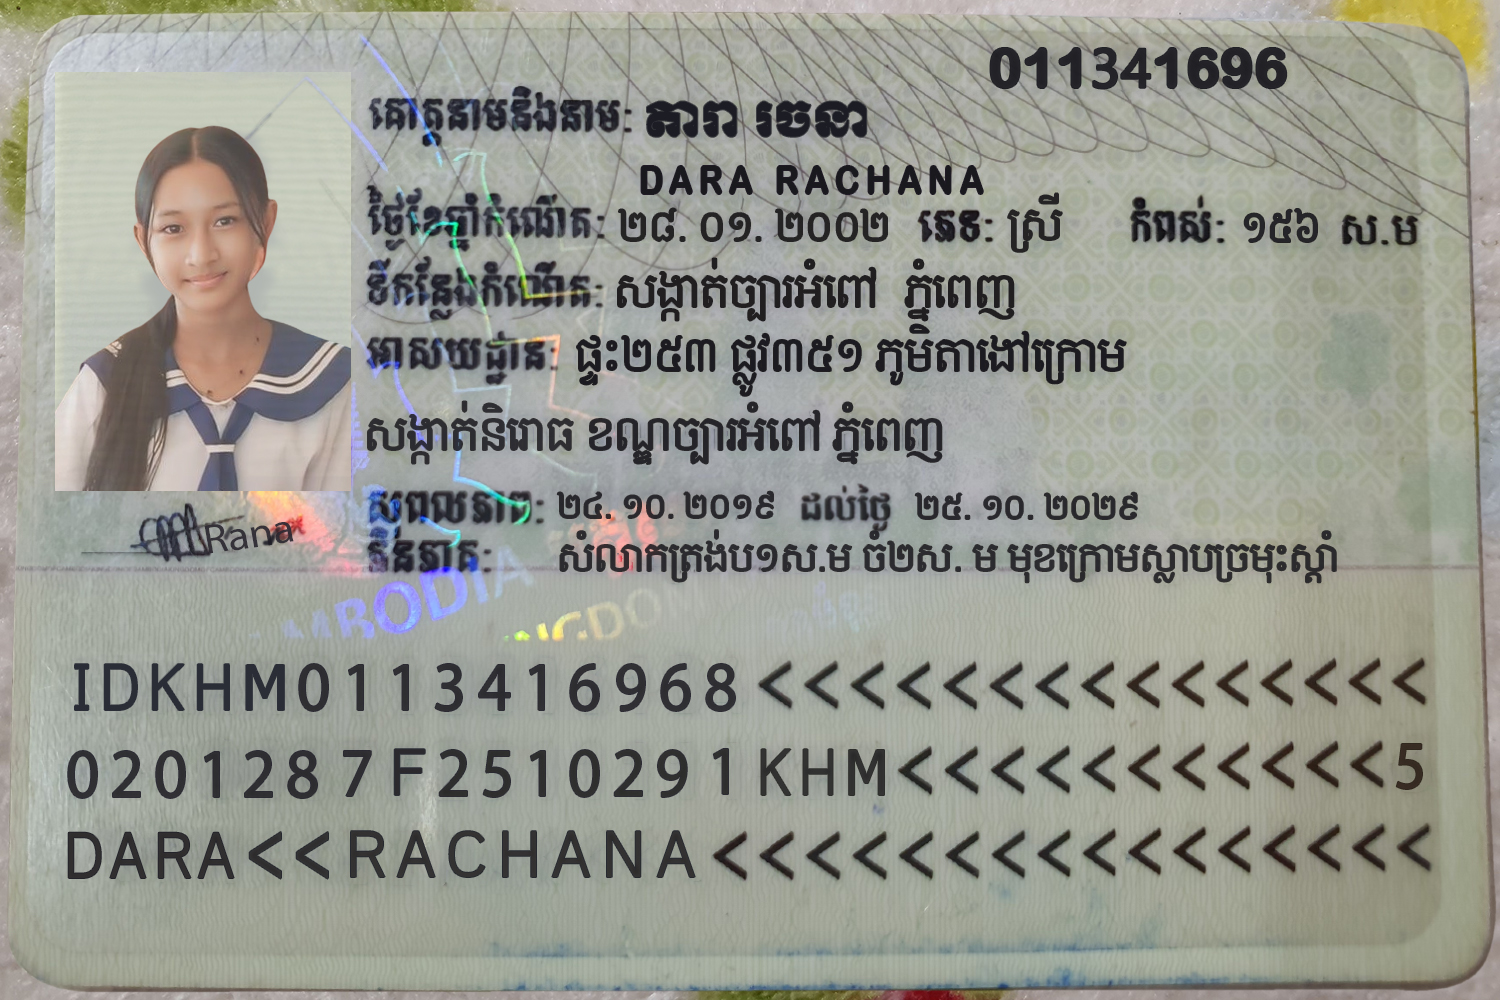 011341696
គោត្តនាមនិងនាម: តារា រចនា
DARA RACHANA
ថ្ងៃខែឆ្នាំកំណើត: ២៨. ០១. ២០០២ ភេទ: ស្រី កំពស់: ១៥៦ ស.ម
ទីកន្លែងកំណើត: សង្កាត់ច្បារអំពៅ ភ្នំពេញ
អាសយដ្ឋាន: ផ្ទះ២៥៣ ផ្លូវ៣៥១ ភូមិតាងៅក្រោម
សង្កាត់និរោធ ខណ្ឌច្បារអំពៅ ភ្នំពេញ
សុពលភាព: ២៤. ១០. ២០១៩ ដល់ថ្ងៃ ២៥. ១០. ២០២៩
Rana
ភិនភាគ: សំលាកត្រង់ប១ស.ម ចំ២ស. ម មុខក្រោមស្លាបច្រមុះស្តាំ
MBODIA
NGDOM
IDKHM0113416968<<<<<<<<<<<<<<<
0201287F2510291KHM<<<<<<<<<<<5
DARA<<RACHANA<<<<<<<<<<<<<<<<